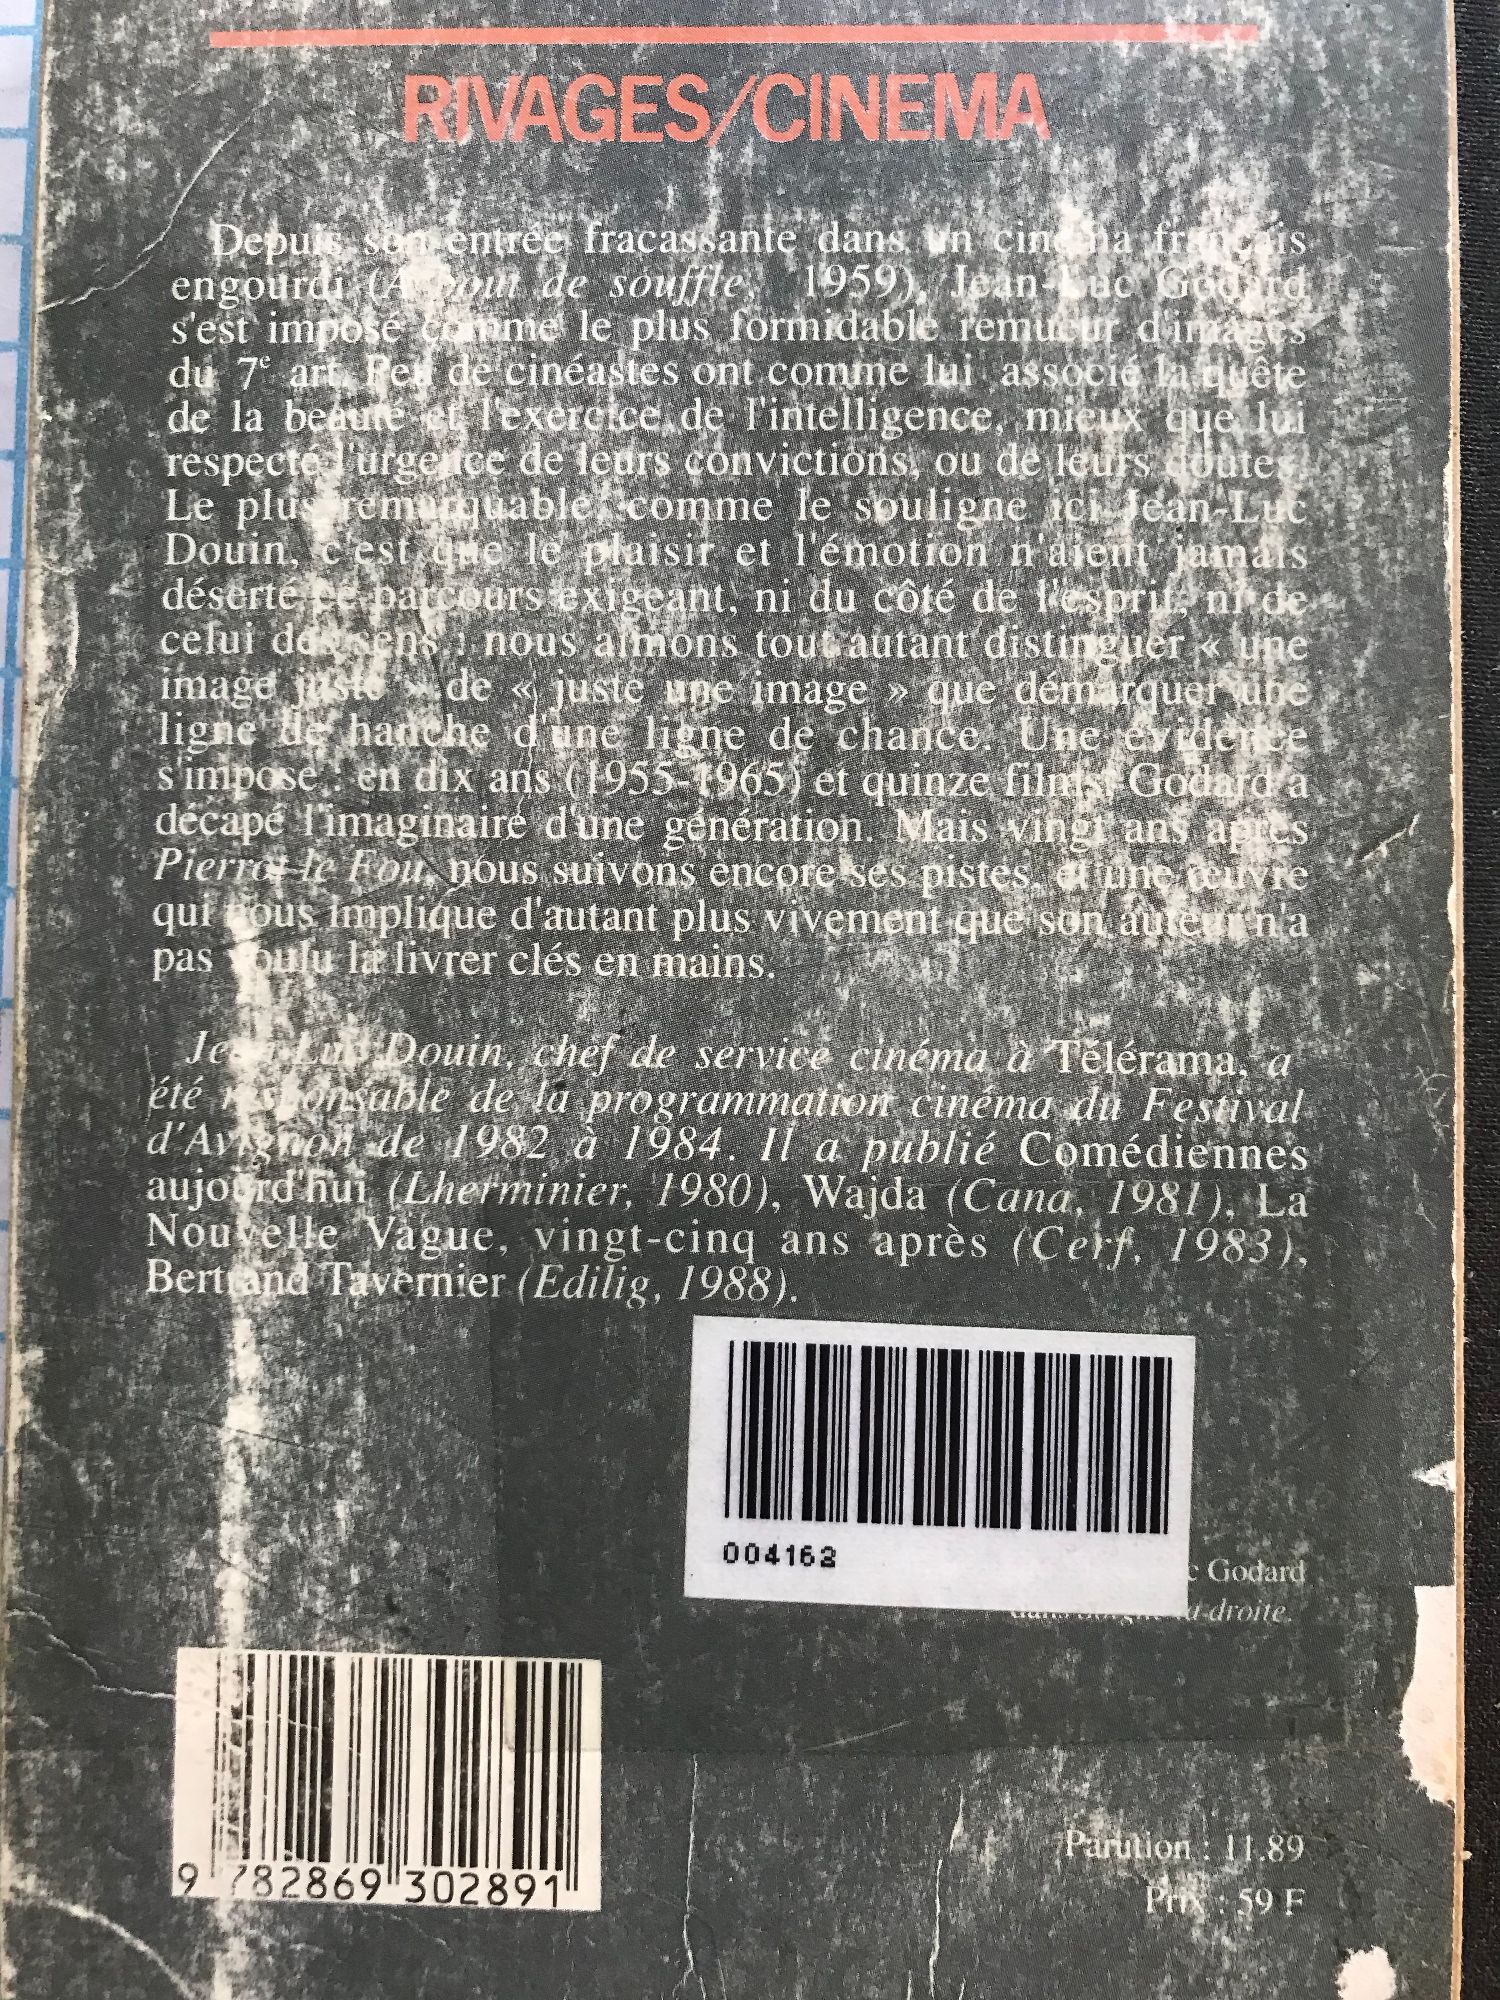 RIVAGES/CINEMA
Depuis son entrée fracassante dans un cinéma français
engourdi (A bout de souffle, 1959), Jean-Luc Godard
s'est imposé comme le plus formidable remueur d'images
du 7e art. Peu de cinéastes ont comme lui associé la quête
de la beauté et l'exercice de l'intelligence, mieux que lui
respecté l'urgence de leurs convictions, ou de leurs doutes.
Le plus remarquable, comme le souligne ici Jean-Luc
Douin, c'est que le plaisir et l'émotion n'aient jamais
déserté ce parcours exigeant, ni du côté de l'esprit, ni de
celui des sens : nous aimons tout autant distinguer « une
image juste » de « juste une image » que démarquer une
ligne de hanche d'une ligne de chance. Une évidence
s'impose : en dix ans (1955-1965) et quinze films, Godard a
décapé l'imaginaire d'une génération. Mais vingt ans après
Pierrot le Fou, nous suivons encore ses pistes, et une œuvre
qui nous implique d'autant plus vivement que son auteur n'a
pas voulu la livrer clés en mains.
Jean-Luc Douin, chef de service cinéma à Télérama, a
été responsable de la programmation cinéma du Festival
d'Avignon de 1982 à 1984. Il a publié Comédiennes
aujourd'hui (Lherminier, 1980), Wajda (Cana, 1981), La
Nouvelle Vague, vingt-cinq ans après (Cerf, 1983),
Bertrand Tavernier (Edilig, 1988).
004162
c Godard
droite.
9 782869 302891
Parution : 11.89
Prix : 59 F